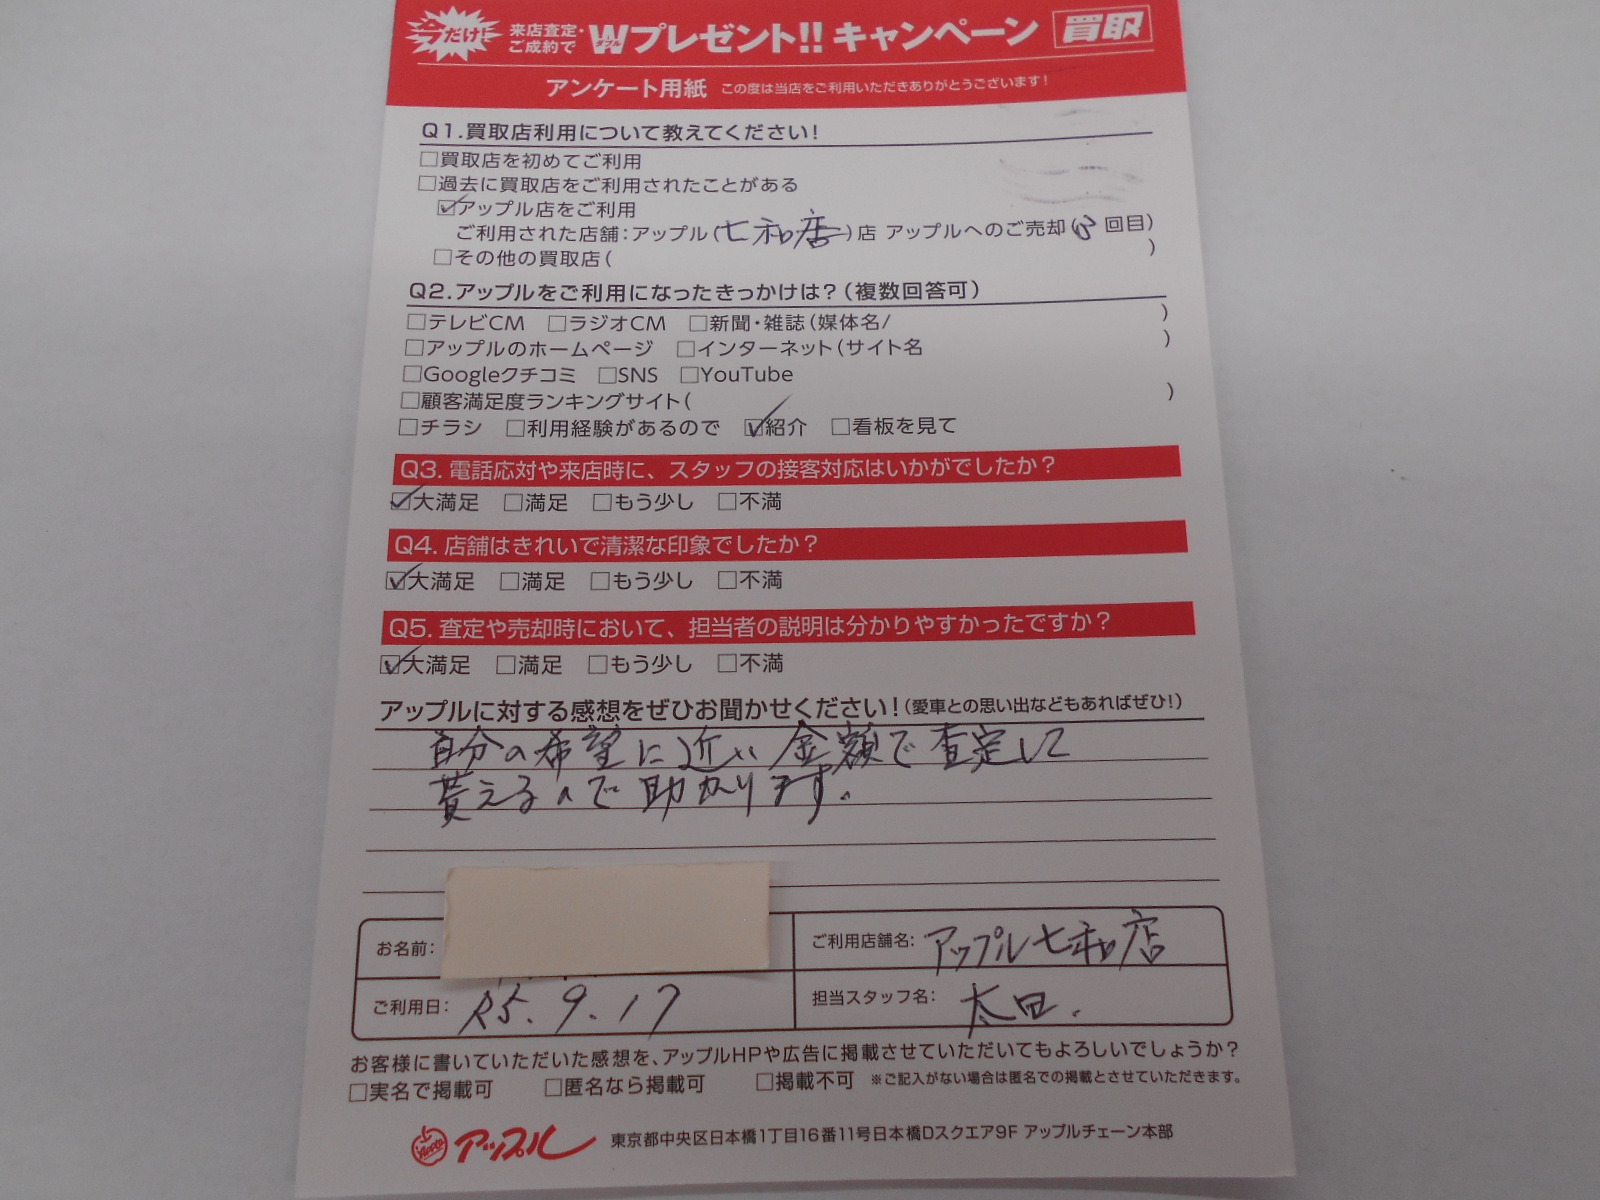 今だけ!
来店査定・ご成約で Wダブルプレゼント!! キャンペーン 買取
アンケート用紙 この度は当店をご利用いただきありがとうございます!
Q1.買取店利用について教えてください!
□買取店を初めてご利用
□過去に買取店をご利用されたことがある
☑アップル店をご利用
ご利用された店舗:アップル(七和店)店 アップルへのご売却( 回目)
□その他の買取店( )
Q2.アップルをご利用になったきっかけは?(複数回答可)
□テレビCM □ラジオCM □新聞・雑誌(媒体名/ )
□アップルのホームページ □インターネット(サイト名 )
□Googleクチコミ □SNS □YouTube
□顧客満足度ランキングサイト( )
□チラシ □利用経験があるので ☑紹介 □看板を見て
Q3. 電話応対や来店時に、スタッフの接客対応はいかがでしたか?
☑大満足 □満足 □もう少し □不満
Q4. 店舗はきれいで清潔な印象でしたか?
☑大満足 □満足 □もう少し □不満
Q5. 査定や売却時において、担当者の説明は分かりやすかったですか?
☑大満足 □満足 □もう少し □不満
アップルに対する感想をぜひお聞かせください!(愛車との思い出などもあればぜひ!)
自分の希望に近い金額で査定して
貰えるので助かります。
お名前:
ご利用店舗名: アップル七和店
ご利用日: R5.9.17
担当スタッフ名: 太田.
お客様に書いていただいた感想を、アップルHPや広告に掲載させていただいてもよろしいでしょうか?
□実名で掲載可 □匿名なら掲載可 □掲載不可 ※ご記入がない場合は匿名での掲載とさせていただきます。
Apple アップル 東京都中央区日本橋1丁目16番11号日本橋Dスクエア9F アップルチェーン本部